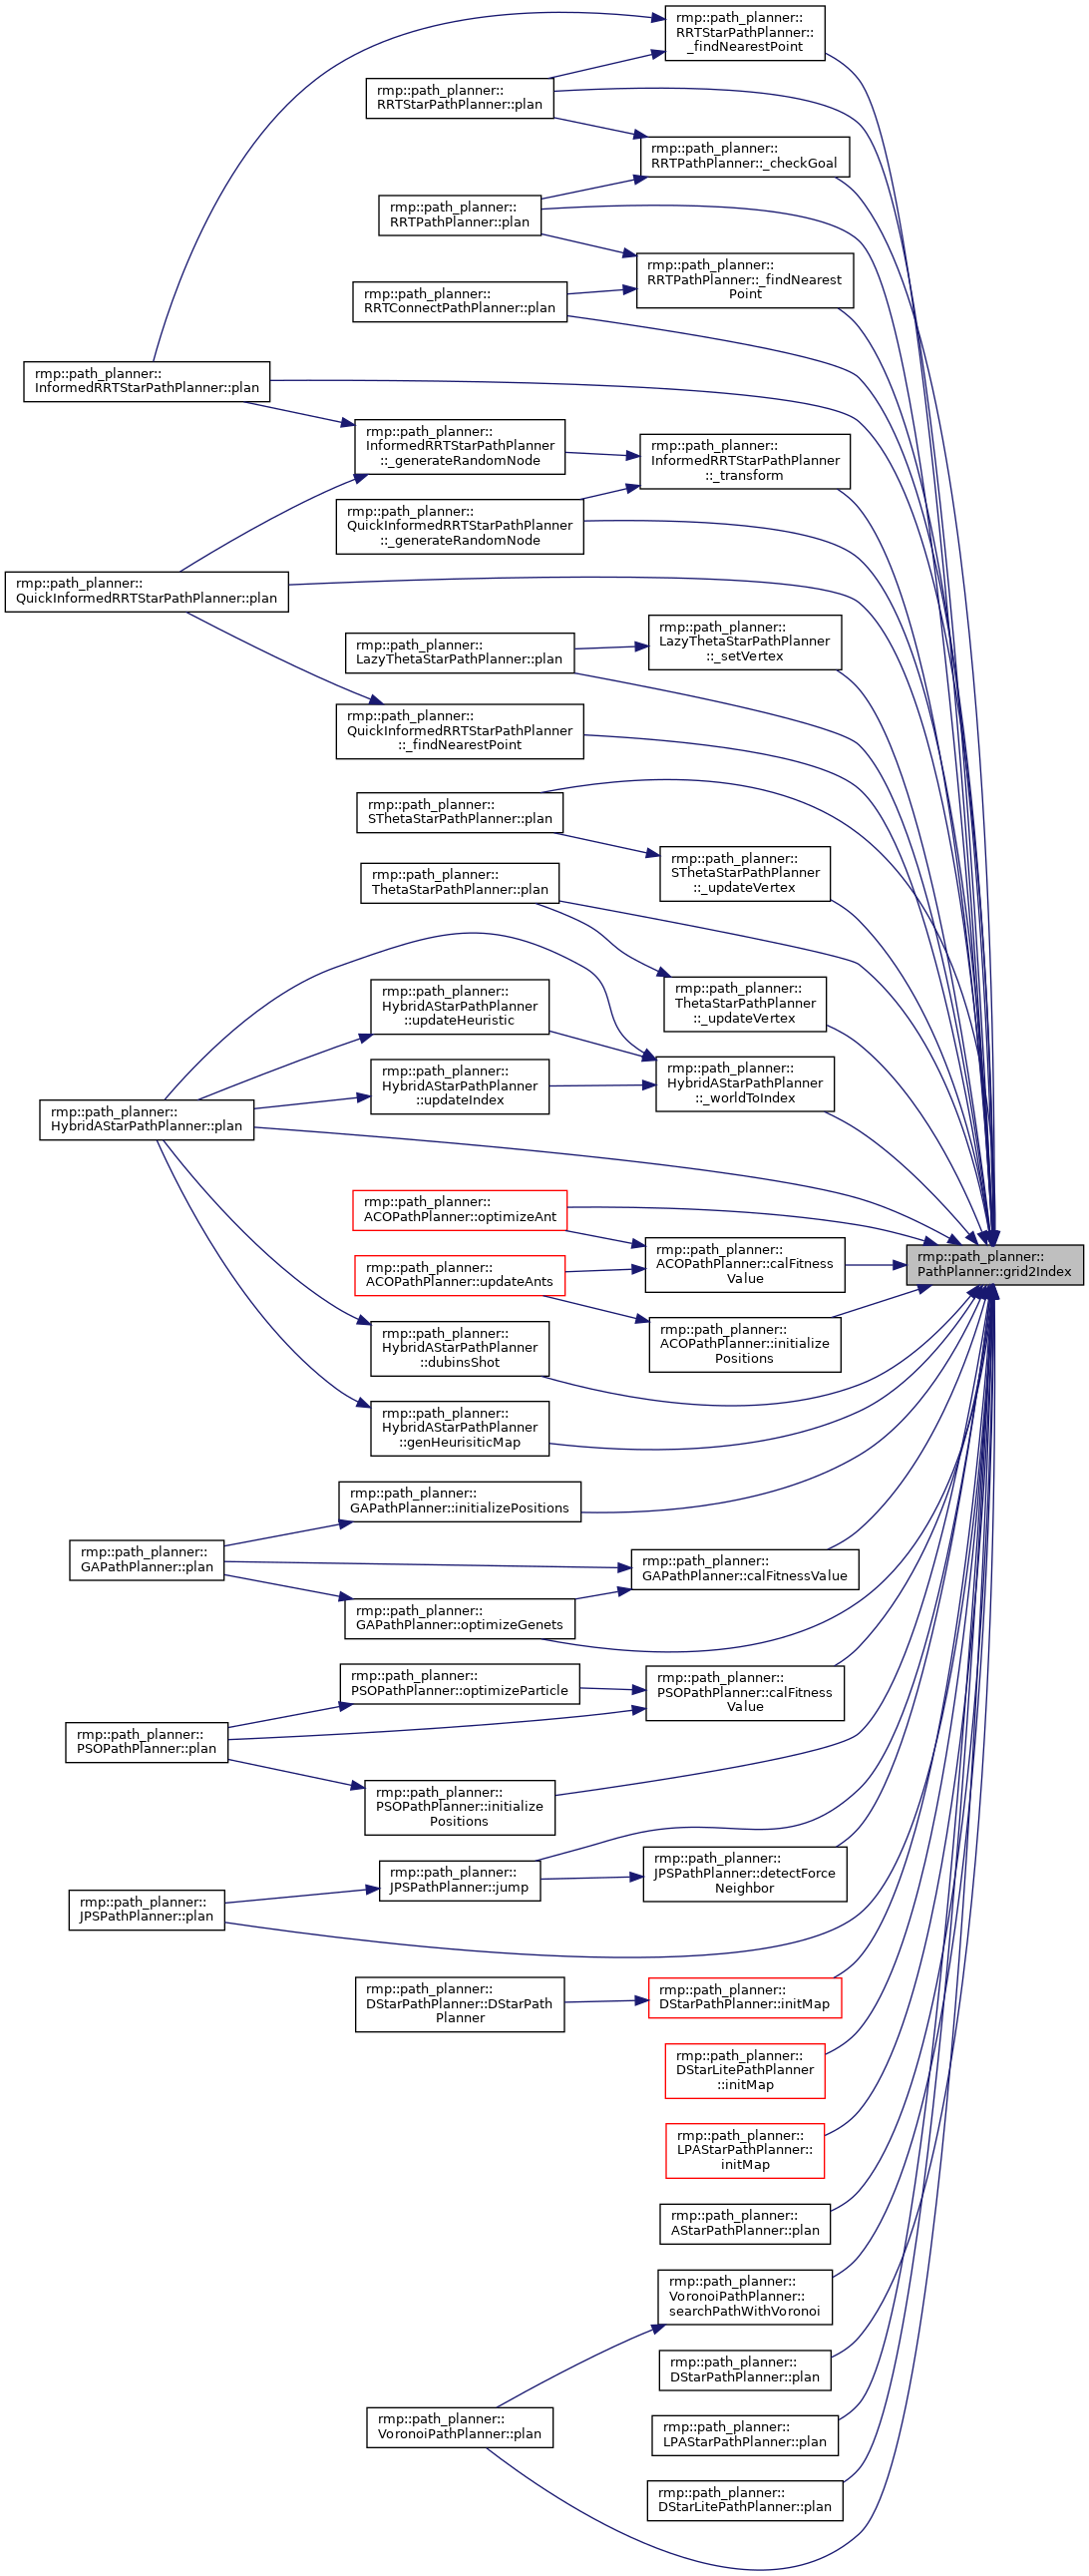 rmp::path_planner::
RRTStarPathPlanner::
_findNearestPoint
rmp::path_planner::
RRTStarPathPlanner::plan
rmp::path_planner::
RRTPathPlanner::_checkGoal
rmp::path_planner::
RRTPathPlanner::plan
rmp::path_planner::
RRTPathPlanner::_findNearest
Point
rmp::path_planner::
RRTConnectPathPlanner::plan
rmp::path_planner::
InformedRRTStarPathPlanner::plan
rmp::path_planner::
InformedRRTStarPathPlanner
::_generateRandomNode
rmp::path_planner::
InformedRRTStarPathPlanner
::_transform
rmp::path_planner::
QuickInformedRRTStarPathPlanner
::_generateRandomNode
rmp::path_planner::
QuickInformedRRTStarPathPlanner::plan
rmp::path_planner::
LazyThetaStarPathPlanner
::_setVertex
rmp::path_planner::
LazyThetaStarPathPlanner::plan
rmp::path_planner::
QuickInformedRRTStarPathPlanner
::_findNearestPoint
rmp::path_planner::
SThetaStarPathPlanner::plan
rmp::path_planner::
SThetaStarPathPlanner
::_updateVertex
rmp::path_planner::
ThetaStarPathPlanner::plan
rmp::path_planner::
ThetaStarPathPlanner
::_updateVertex
rmp::path_planner::
HybridAStarPathPlanner
::updateHeuristic
rmp::path_planner::
HybridAStarPathPlanner
::_worldToIndex
rmp::path_planner::
HybridAStarPathPlanner
::updateIndex
rmp::path_planner::
HybridAStarPathPlanner::plan
rmp::path_planner::
ACOPathPlanner::optimizeAnt
rmp::path_planner::
ACOPathPlanner::calFitness
Value
rmp::path_planner::
PathPlanner::grid2Index
rmp::path_planner::
ACOPathPlanner::updateAnts
rmp::path_planner::
ACOPathPlanner::initialize
Positions
rmp::path_planner::
HybridAStarPathPlanner
::dubinsShot
rmp::path_planner::
HybridAStarPathPlanner
::genHeurisiticMap
rmp::path_planner::
GAPathPlanner::initializePositions
rmp::path_planner::
GAPathPlanner::plan
rmp::path_planner::
GAPathPlanner::calFitnessValue
rmp::path_planner::
GAPathPlanner::optimizeGenets
rmp::path_planner::
PSOPathPlanner::optimizeParticle
rmp::path_planner::
PSOPathPlanner::calFitness
Value
rmp::path_planner::
PSOPathPlanner::plan
rmp::path_planner::
PSOPathPlanner::initialize
Positions
rmp::path_planner::
JPSPathPlanner::jump
rmp::path_planner::
JPSPathPlanner::detectForce
Neighbor
rmp::path_planner::
JPSPathPlanner::plan
rmp::path_planner::
DStarPathPlanner::DStarPath
Planner
rmp::path_planner::
DStarPathPlanner::initMap
rmp::path_planner::
DStarLitePathPlanner
::initMap
rmp::path_planner::
LPAStarPathPlanner::
initMap
rmp::path_planner::
AStarPathPlanner::plan
rmp::path_planner::
VoronoiPathPlanner::
searchPathWithVoronoi
rmp::path_planner::
DStarPathPlanner::plan
rmp::path_planner::
VoronoiPathPlanner::plan
rmp::path_planner::
LPAStarPathPlanner::plan
rmp::path_planner::
DStarLitePathPlanner::plan